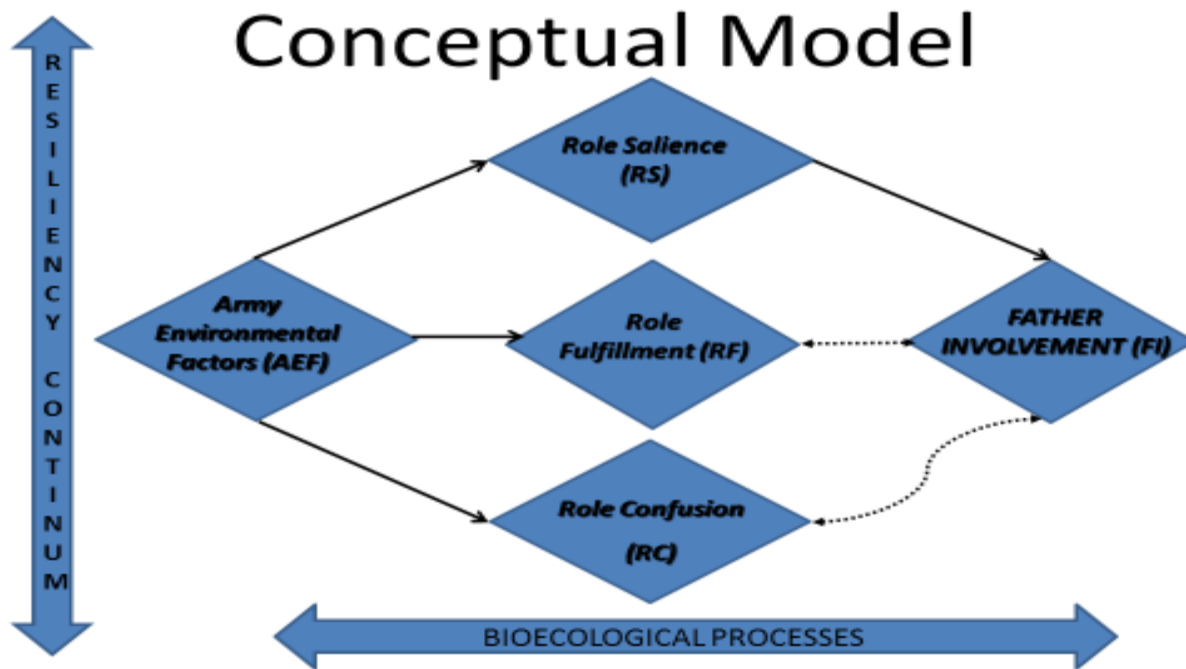 Conceptual Model
RESILIENCY CONTINUM
Role Salience
(RS)
Army
Environmental
Factors (AEF)
Role
Fulfillment (RF)
FATHER
INVOLVEMENT (FI)
Role Confusion
(RC)
BIOECOLOGICAL PROCESSES